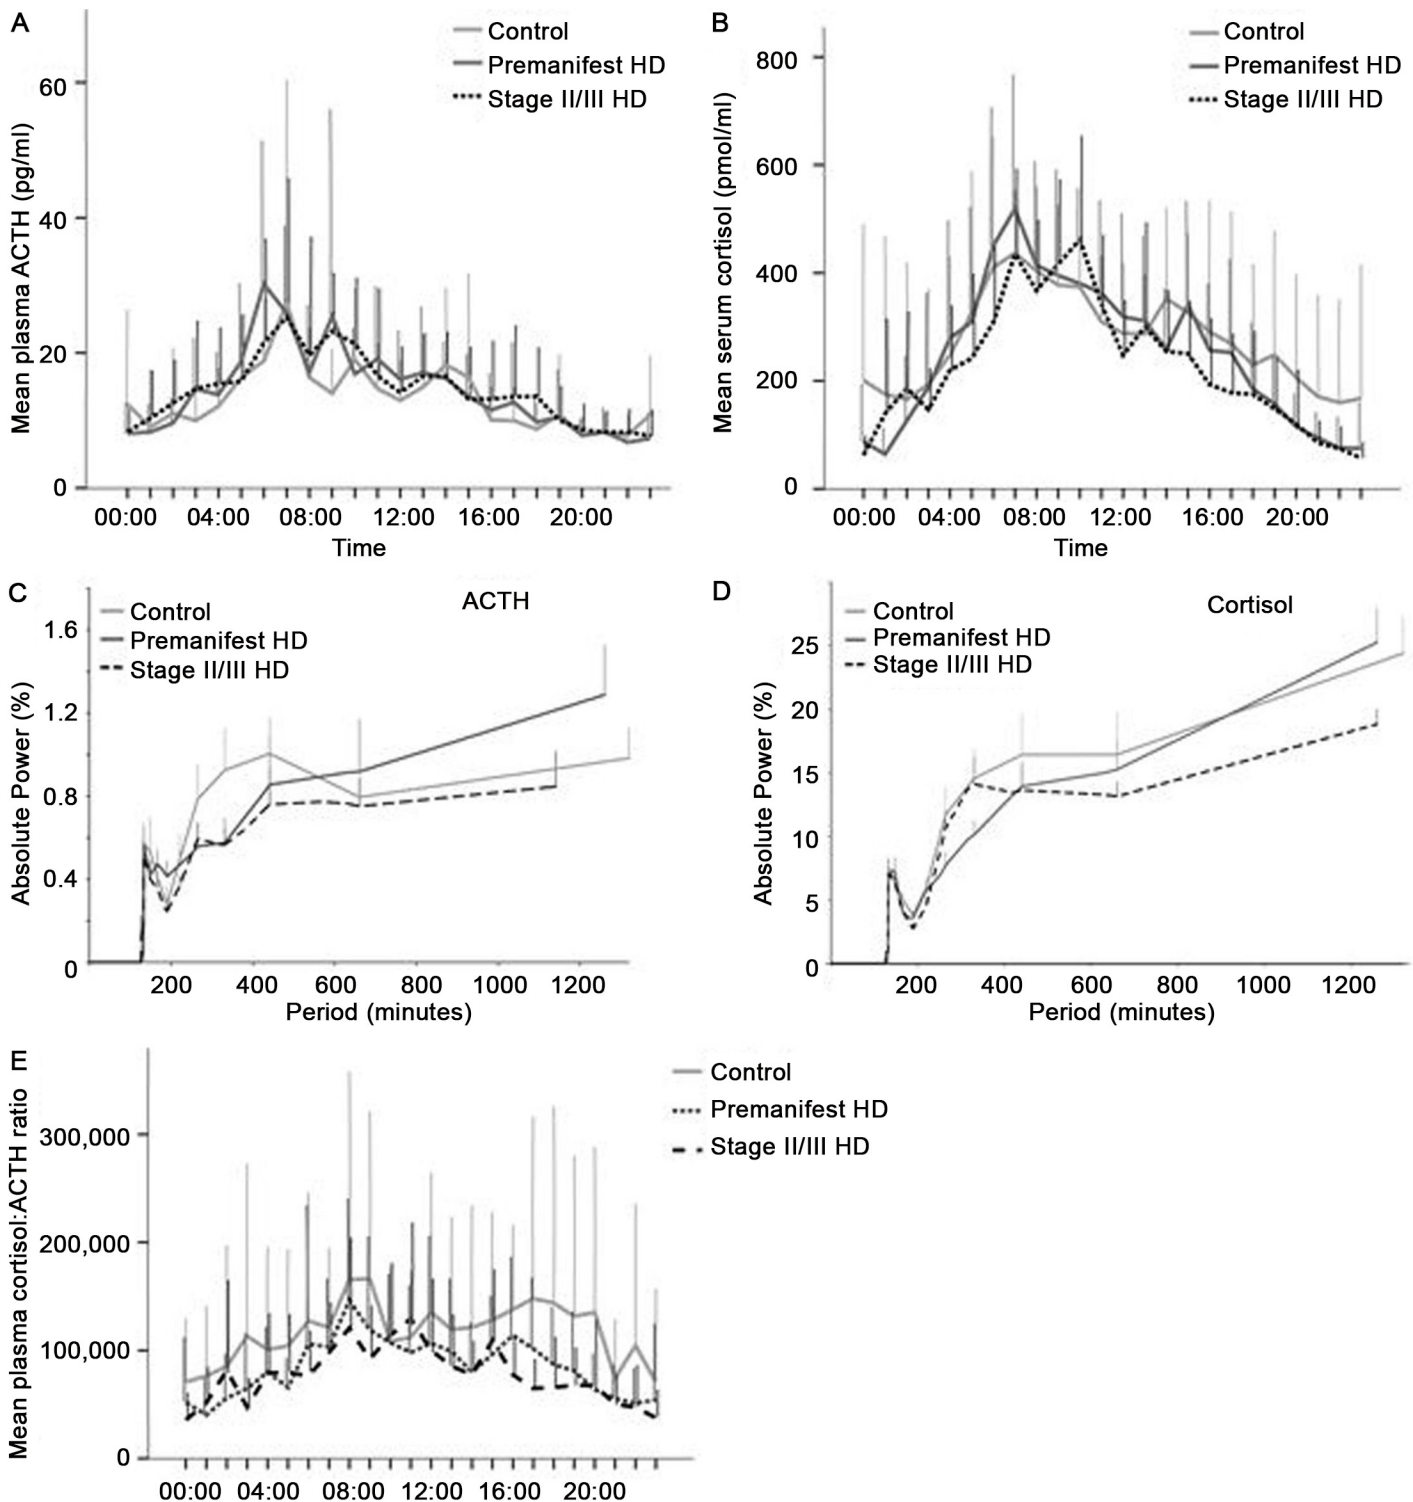 A
Control
Premanifest HD
Stage II/III HD
Mean plasma ACTH (pg/ml)
60
40
20
0
00:00 04:00 08:00 12:00 16:00 20:00
Time
B
Control
Premanifest HD
Stage II/III HD
Mean serum cortisol (pmol/ml)
800
600
400
200
0
00:00 04:00 08:00 12:00 16:00 20:00
Time
C
ACTH
Control
Premanifest HD
Stage II/III HD
Absolute Power (%)
1.6
1.2
0.8
0.4
0
200 400 600 800 1000 1200
Period (minutes)
D
Cortisol
Control
Premanifest HD
Stage II/III HD
Absolute Power (%)
25
20
15
10
5
0
200 400 600 800 1000 1200
Period (minutes)
E
Control
Premanifest HD
Stage II/III HD
Mean plasma cortisol:ACTH ratio
300,000
200,000
100,000
0
00:00 04:00 08:00 12:00 16:00 20:00